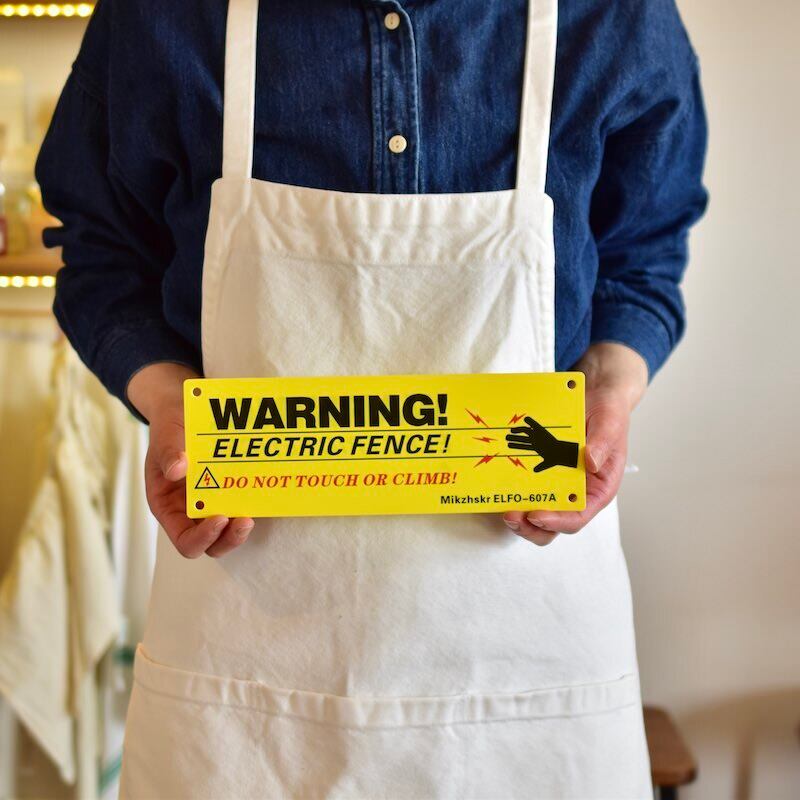 WARNING!
ELECTRIC FENCE!
DO NOT TOUCH OR CLIMB!
Mikzhskr ELFO-607A